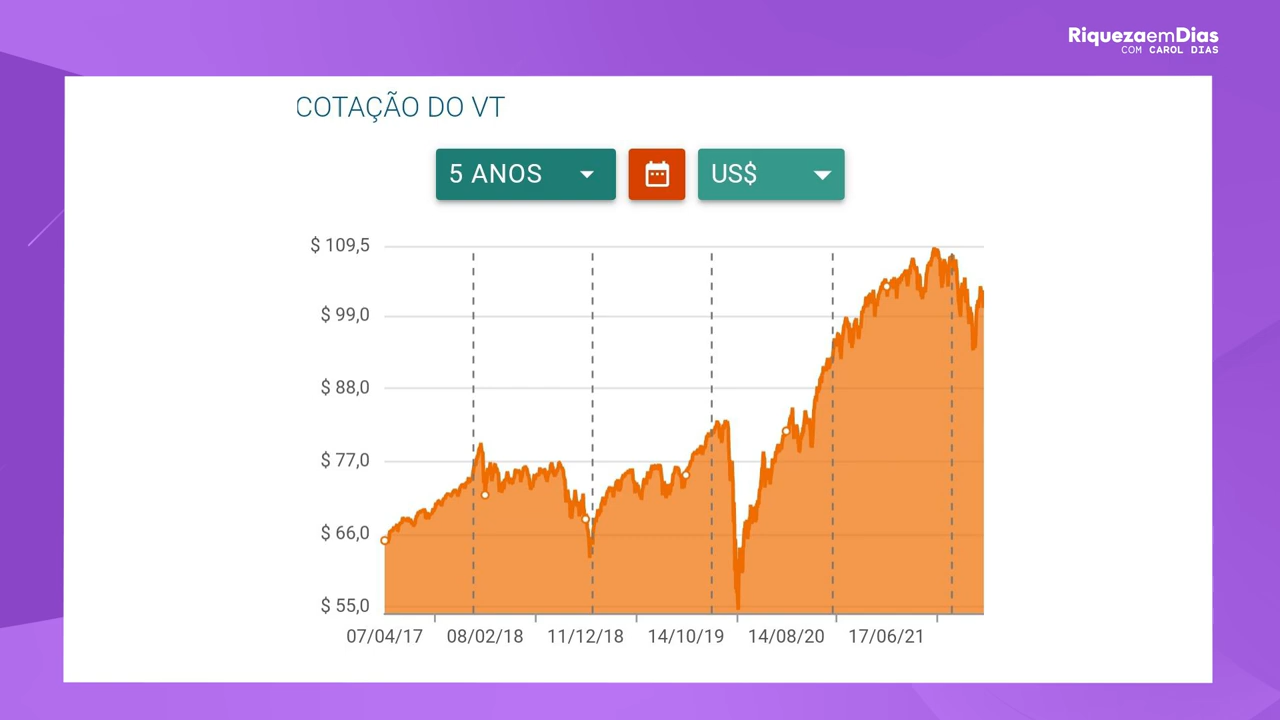 RiquezaemDias
COM CAROL DIAS
COTAÇÃO DO VT
5 ANOS
US$
$ 109,5
$ 99,0
$ 88,0
$ 77,0
$ 66,0
$ 55,0
07/04/17 08/02/18 11/12/18 14/10/19 14/08/20 17/06/21